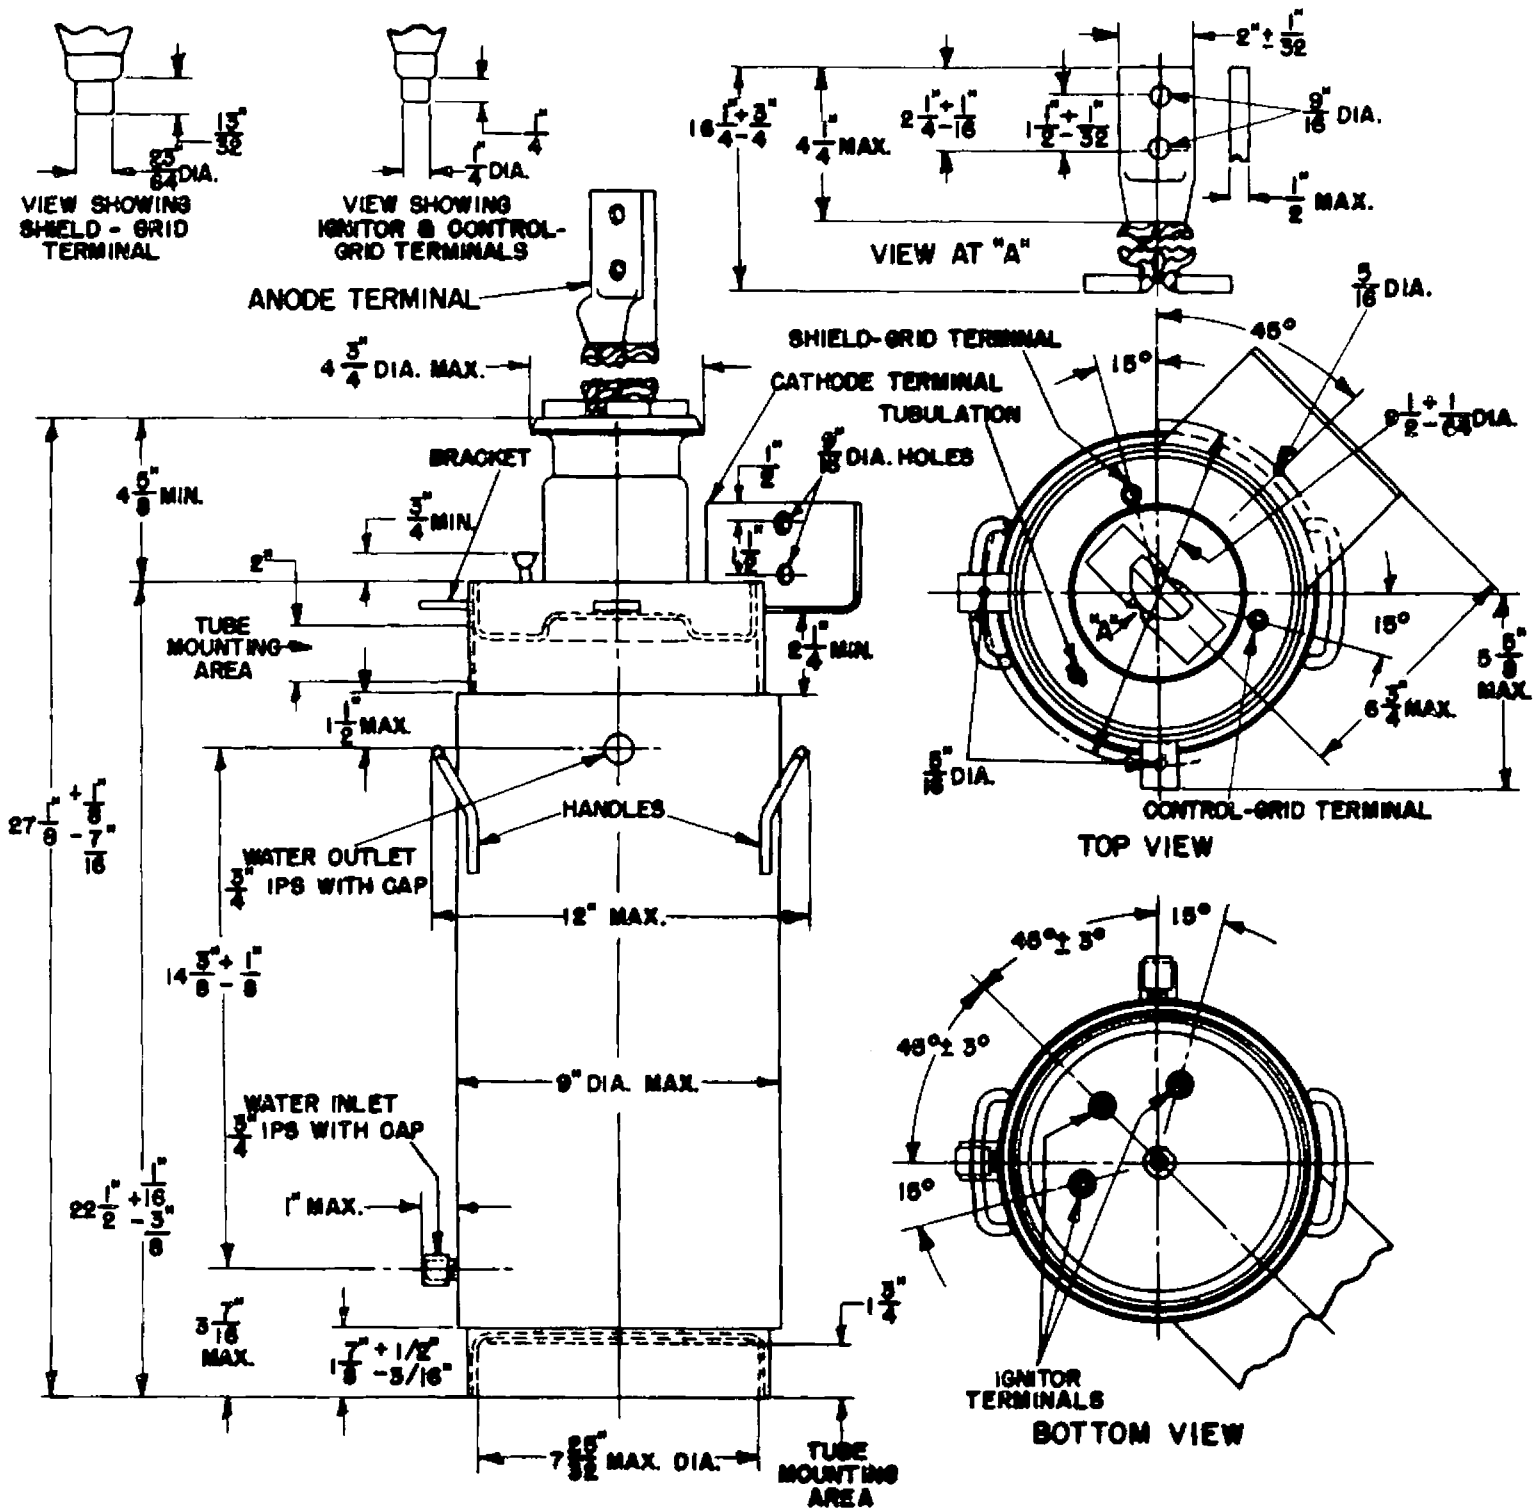 13/32"
23/64" DIA.
VIEW SHOWING
SHIELD - GRID
TERMINAL
1/4"
1/4" DIA.
VIEW SHOWING
IGNITOR & CONTROL-
GRID TERMINALS
2" ± 1/32"
16 1/4" + 3/4" - 4
4 1/4" MAX.
2 1/4" + 1/16" -
1 1/2" + 1/32" -
9/16" DIA.
1/2" MAX.
VIEW AT "A"
ANODE TERMINAL
4 3/4" DIA. MAX.
BRACKET
3/4" MIN.
4 5/8" MIN.
2"
TUBE
MOUNTING
AREA
1 1/2" MAX.
CATHODE TERMINAL
1/2"
9/16" DIA. HOLES
1 1/2"
2 1/4" MIN.
HANDLES
WATER OUTLET
3/4" IPS WITH CAP
12" MAX.
27 1/8" + 1/8" - 7/16"
14 3/8" + 1/8" -
9" DIA. MAX.
WATER INLET
3/4" IPS WITH CAP
1" MAX.
22 1/2" + 1/16" - 3/8"
3 7/16" MAX.
1 7/8" + 1/2" - 3/16"
1 3/4"
7 25/32" MAX. DIA.
TUBE
MOUNTING
AREA
SHIELD-GRID TERMINAL
TUBULATION
15°
45°
5/16" DIA.
9 1/2 + 1/64 - DIA.
"A"
15°
5 5/8" MAX.
6 3/4" MAX.
5/16" DIA.
CONTROL-GRID TERMINAL
TOP VIEW
15°
45° ± 3°
45° ± 3°
15°
IGNITOR
TERMINALS
BOTTOM VIEW